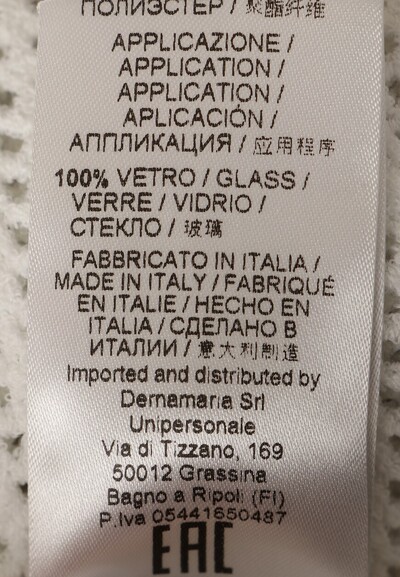 ПОЛИЭСТЕР / 聚酯纤维
APPLICAZIONE /
APPLICATION /
APPLICATION /
APLICACIÓN /
АППЛИКАЦИЯ / 应用程序
100% VETRO / GLASS /
VERRE / VIDRIO /
СТЕКЛО / 玻璃
FABBRICATO IN ITALIA /
MADE IN ITALY / FABRIQUÉ
EN ITALIE / HECHO EN
ITALIA / СДЕЛАНО В
ИТАЛИИ / 意大利制造
Imported and distributed by
Dernamaria Srl
Unipersonale
Via di Tizzano, 169
50012 Grassina
Bagno a Ripoli (FI)
P.Iva 05441650487
EAC